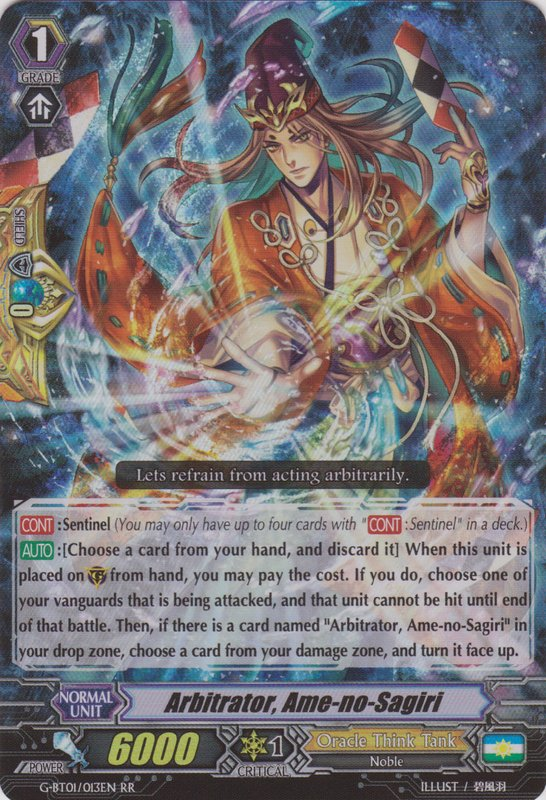 1
GRADE
SHIELD
0
Lets refrain from acting arbitrarily.
CONT :Sentinel (You may only have up to four cards with "CONT :Sentinel" in a deck.)
AUTO :[Choose a card from your hand, and discard it] When this unit is
placed on G from hand, you may pay the cost. If you do, choose one
of your vanguards that is being attacked, and that unit cannot be hit until end
of that battle. Then, if there is a card named "Arbitrator, Ame-no-Sagiri" in
your drop zone, choose a card from your damage zone, and turn it face up.
NORMAL
UNIT
Arbitrator, Ame-no-Sagiri
POWER
6000
1
CRITICAL
Oracle Think Tank
Noble
G-BT01/013EN RR
ILLUST / 碧風羽